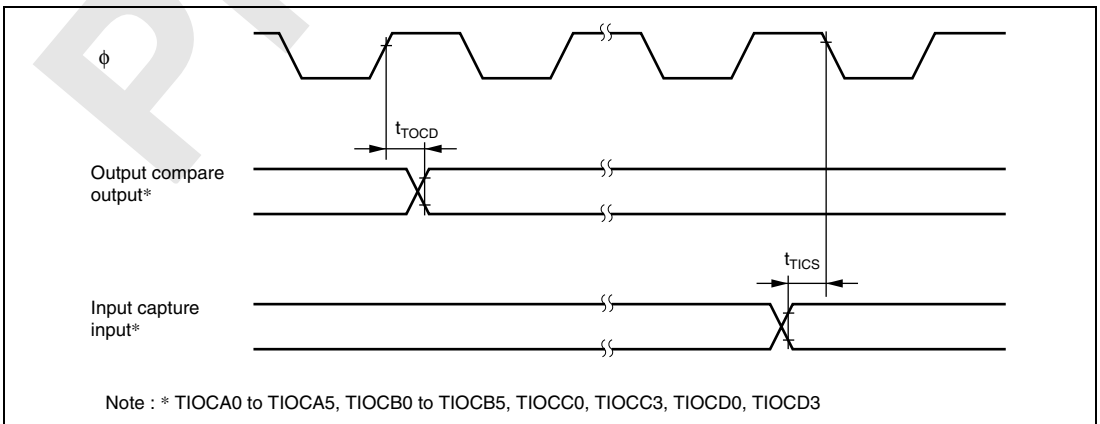 φ
tTOCD
Output compare
output*
tTICS
Input capture
input*
Note : * TIOCA0 to TIOCA5, TIOCB0 to TIOCB5, TIOCC0, TIOCC3, TIOCD0, TIOCD3